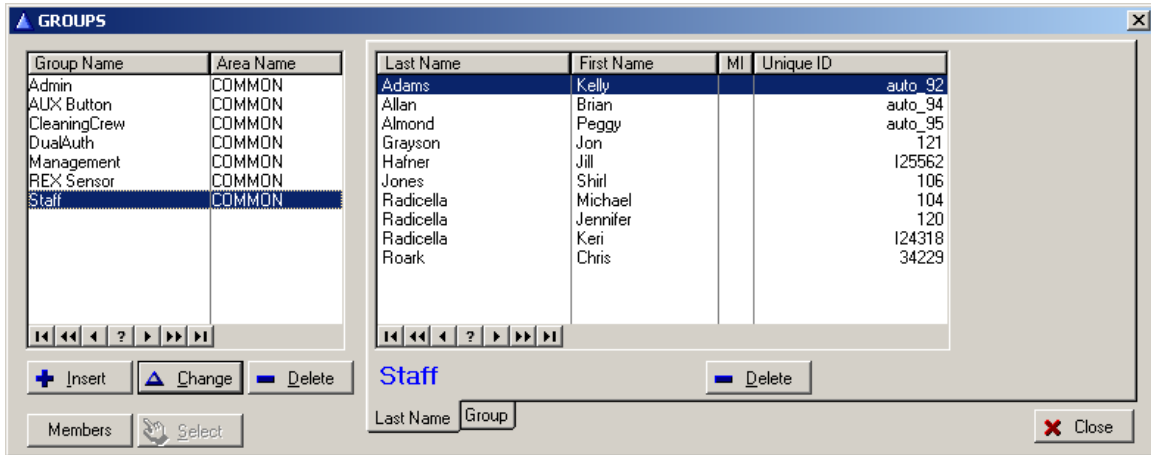 GROUPS
Group Name Area Name
Admin COMMON
AUX Button COMMON
CleaningCrew COMMON
DualAuth COMMON
Management COMMON
REX Sensor COMMON
Staff COMMON
?
Insert Change Delete
Members Select
Last Name First Name MI Unique ID
Adams Kelly auto_92
Allan Brian auto_94
Almond Peggy auto_95
Grayson Jon 121
Hafner Jill I25562
Jones Shirl 106
Radicella Michael 104
Radicella Jennifer 120
Radicella Keri I24318
Roark Chris 34229
?
Staff Delete
Last Name Group
Close